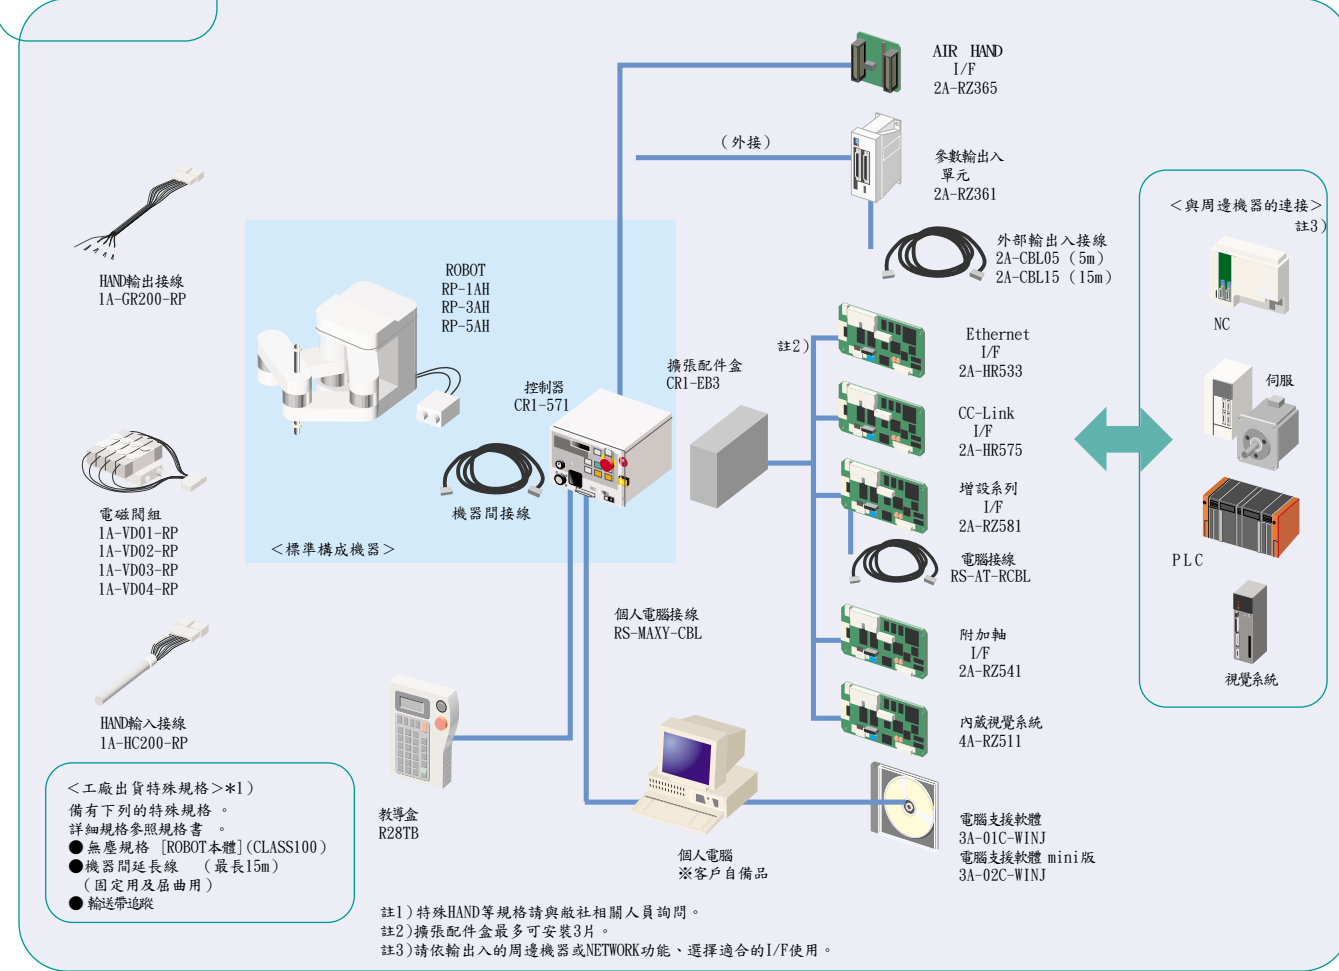 AIR HAND
I/F
2A-RZ365
(外接)
參數輸出入
單元
2A-RZ361
外部輸出入接線
2A-CBL05 (5m)
2A-CBL15 (15m)
HAND輸出接線
1A-GR200-RP
電磁閥組
1A-VD01-RP
1A-VD02-RP
1A-VD03-RP
1A-VD04-RP
HAND輸入接線
1A-HC200-RP
ROBOT
RP-1AH
RP-3AH
RP-5AH
控制器
CR1-571
機器間接線
<標準構成機器>
擴張配件盒
CR1-EB3
註2)
Ethernet
I/F
2A-HR533
CC-Link
I/F
2A-HR575
增設系列
I/F
2A-RZ581
電腦接線
RS-AT-RCBL
附加軸
I/F
2A-RZ541
內藏視覺系統
4A-RZ511
個人電腦接線
RS-MAXY-CBL
教導盒
R28TB
個人電腦
※客戶自備品
電腦支援軟體
3A-01C-WINJ
電腦支援軟體 mini版
3A-02C-WINJ
<與周邊機器的連接>
註3)
NC
伺服
PLC
視覺系統
<工廠出貨特殊規格>*1)
備有下列的特殊規格。
詳細規格參照規格書。
●無塵規格 [ROBOT本體](CLASS100)
●機器間延長線 (最長15m)
(固定用及屈曲用)
●輸送帶追蹤
註1)特殊HAND等規格請與敝社相關人員詢問。
註2)擴張配件盒最多可安裝3片。
註3)請依輸出入的周邊機器或NETWORK功能、選擇適合的I/F使用。